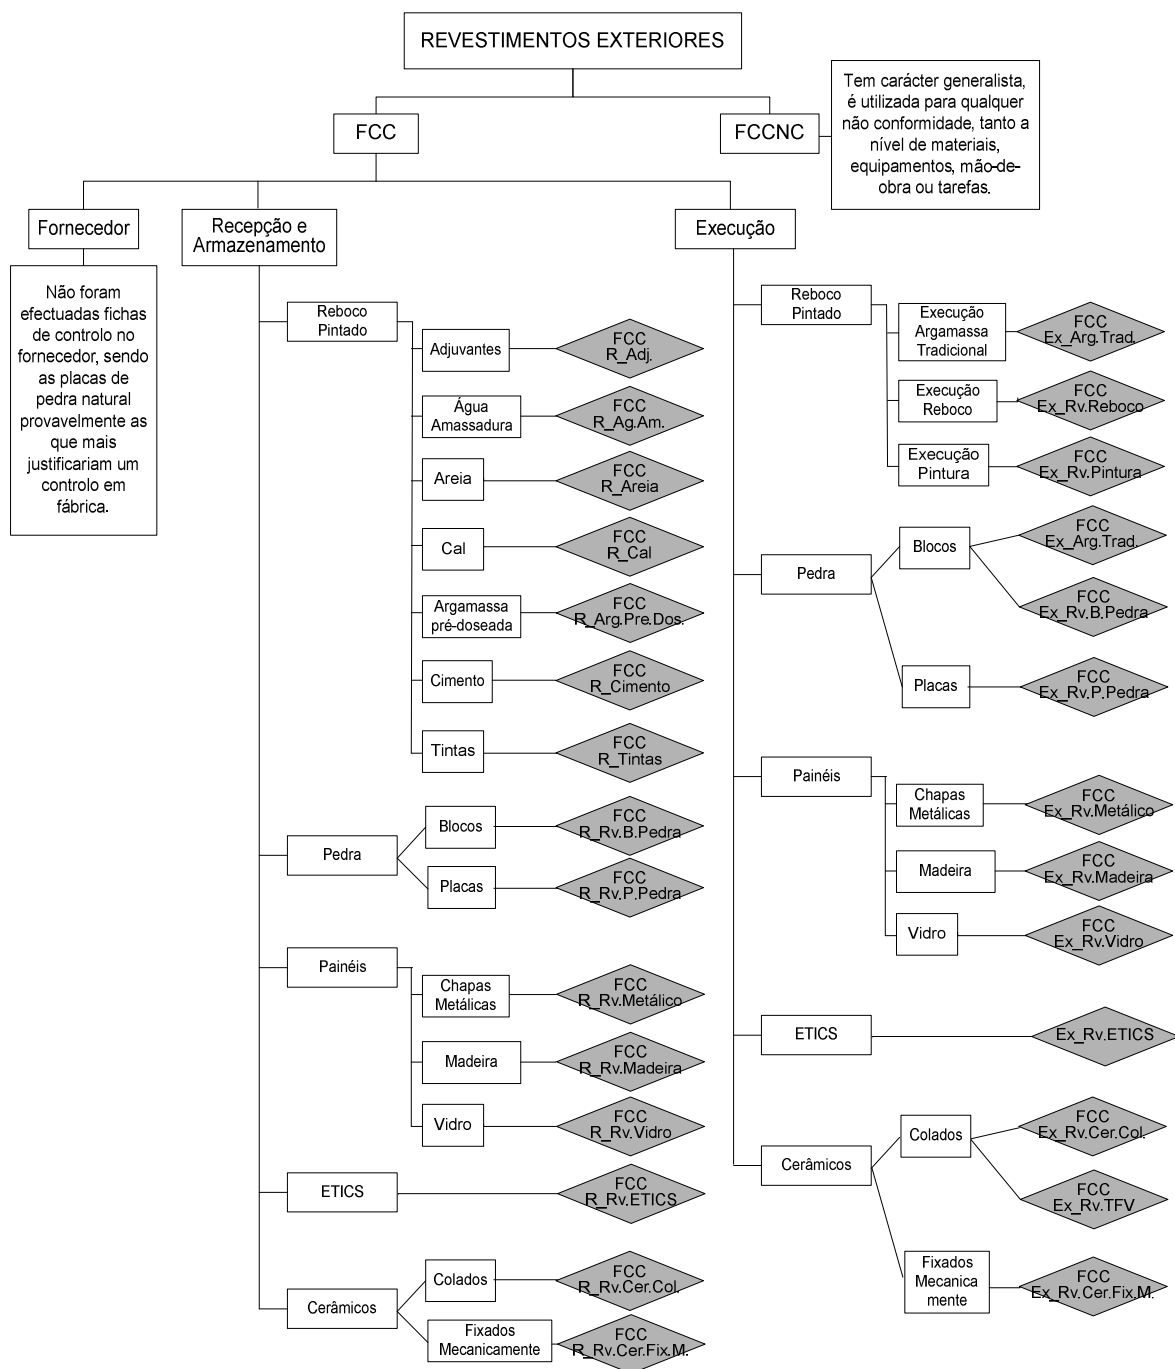 REVESTIMENTOS EXTERIORES
FCC
FCCNC
Tem carácter generalista,
é utilizada para qualquer
não conformidade, tanto a
nível de materiais,
equipamentos, mão-de-
obra ou tarefas.
Fornecedor
Não foram
efectuadas fichas
de controlo no
fornecedor, sendo
as placas de
pedra natural
provavelmente as
que mais
justificariam um
controlo em
fábrica.
Recepção e
Armazenamento
Reboco
Pintado
Adjuvantes
FCC
R_Adj.
Água
Amassadura
FCC
R_Ag.Am.
Areia
FCC
R_Areia
Cal
FCC
R_Cal
Argamassa
pré-doseada
FCC
R_Arg.Pre.Dos.
Cimento
FCC
R_Cimento
Tintas
FCC
R_Tintas
Pedra
Blocos
FCC
R_Rv.B.Pedra
Placas
FCC
R_Rv.P.Pedra
Painéis
Chapas
Metálicas
FCC
R_Rv.Metálico
Madeira
FCC
R_Rv.Madeira
Vidro
FCC
R_Rv.Vidro
ETICS
FCC
R_Rv.ETICS
Cerâmicos
Colados
FCC
R_Rv.Cer.Col.
Fixados
Mecanicamente
FCC
R_Rv.Cer.Fix.M.
Execução
Reboco
Pintado
Execução
Argamassa
Tradicional
FCC
Ex_Arg.Trad.
Execução
Reboco
FCC
Ex_Rv.Reboco
Execução
Pintura
FCC
Ex_Rv.Pintura
Pedra
Blocos
FCC
Ex_Arg.Trad.
FCC
Ex_Rv.B.Pedra
Placas
FCC
Ex_Rv.P.Pedra
Painéis
Chapas
Metálicas
FCC
Ex_Rv.Metálico
Madeira
FCC
Ex_Rv.Madeira
Vidro
FCC
Ex_Rv.Vidro
ETICS
Ex_Rv.ETICS
Cerâmicos
Colados
FCC
Ex_Rv.Cer.Col.
FCC
Ex_Rv.TFV
Fixados
Mecanica
mente
FCC
Ex_Rv.Cer.Fix.M.